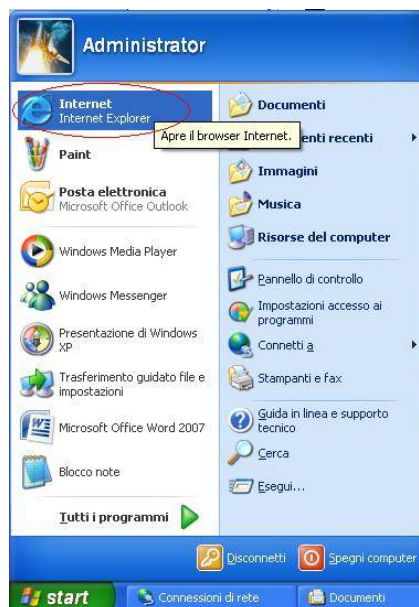 Administrator
Internet
Internet Explorer
Apre il browser Internet.
Paint
Posta elettronica
Microsoft Office Outlook
Windows Media Player
Windows Messenger
Presentazione di Windows
XP
Trasferimento guidato file e
impostazioni
Microsoft Office Word 2007
Blocco note
Tutti i programmi
Documenti
enti recenti
Immagini
Musica
Risorse del computer
Pannello di controllo
Impostazioni accesso ai
programmi
Connetti a
Stampanti e fax
Guida in linea e supporto
tecnico
Cerca
Esegui...
Disconnetti
Spegni computer
start
Connessioni di rete
Documenti